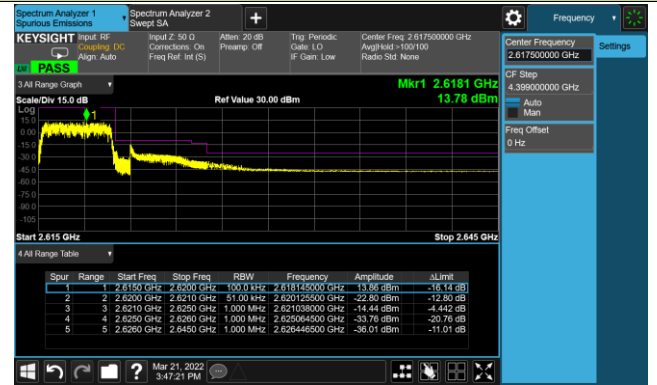 Spectrum Analyzer 1
Spurious Emissions
Spectrum Analyzer 2
Swept SA
Frequency
KEYSIGHT
Input: RF
Coupling: DC
Align: Auto
Input Z: 50 Ω
Corrections: On
Freq Ref: Int (S)
Atten: 20 dB
Preamp: Off
Trig: Periodic
Gate: LO
IF Gain: Low
Center Freq: 2.617500000 GHz
Avg|Hold:>100/100
Radio Std: None
LXI PASS
Center Frequency
2.617500000 GHz
Settings
CF Step
4.399000000 GHz
Auto
Man
Freq Offset
0 Hz
3 All Range Graph
Mkr1 2.6181 GHz
Scale/Div 15.0 dB
Ref Value 30.00 dBm
13.78 dBm
Log
1
15.0
0.00
-15.0
-30.0
-45.0
-60.0
-75.0
-90.0
-105
Start 2.615 GHz
Stop 2.645 GHz
4 All Range Table
Spur Range Start Freq Stop Freq RBW Frequency Amplitude ΔLimit
1 1 2.6150 GHz 2.6200 GHz 100.0 kHz 2.618145000 GHz 13.86 dBm -16.14 dB
2 2 2.6200 GHz 2.6210 GHz 51.00 kHz 2.620125500 GHz -22.80 dBm -12.80 dB
3 3 2.6210 GHz 2.6250 GHz 1.000 MHz 2.621038000 GHz -14.44 dBm -4.442 dB
4 4 2.6250 GHz 2.6260 GHz 1.000 MHz 2.625064500 GHz -33.76 dBm -20.76 dB
5 5 2.6260 GHz 2.6450 GHz 1.000 MHz 2.626446500 GHz -36.01 dBm -11.01 dB
?
Mar 21, 2022
3:47:21 PM